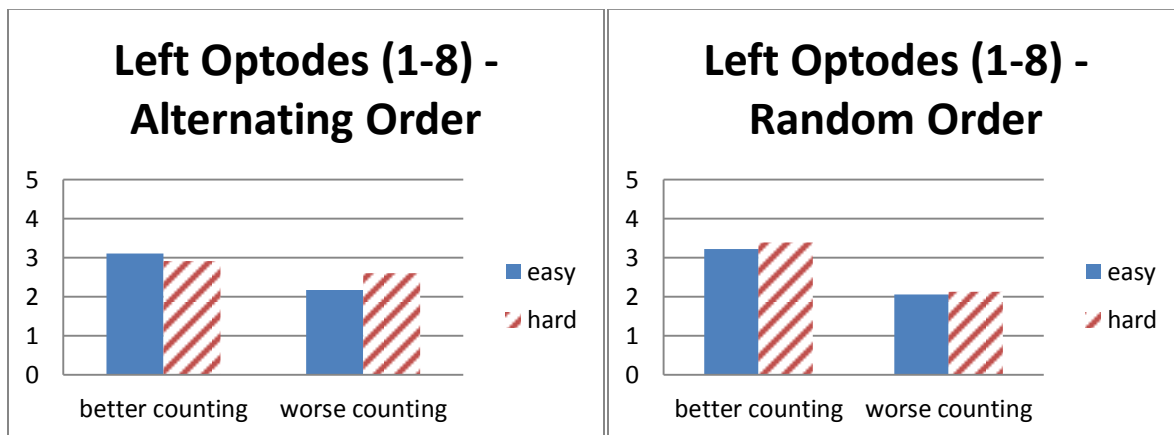 Left Optodes (1-8) -
Alternating Order
5
4
3
2
1
0
better counting
worse counting
easy
hard
Left Optodes (1-8) -
Random Order
5
4
3
2
1
0
better counting
worse counting
easy
hard